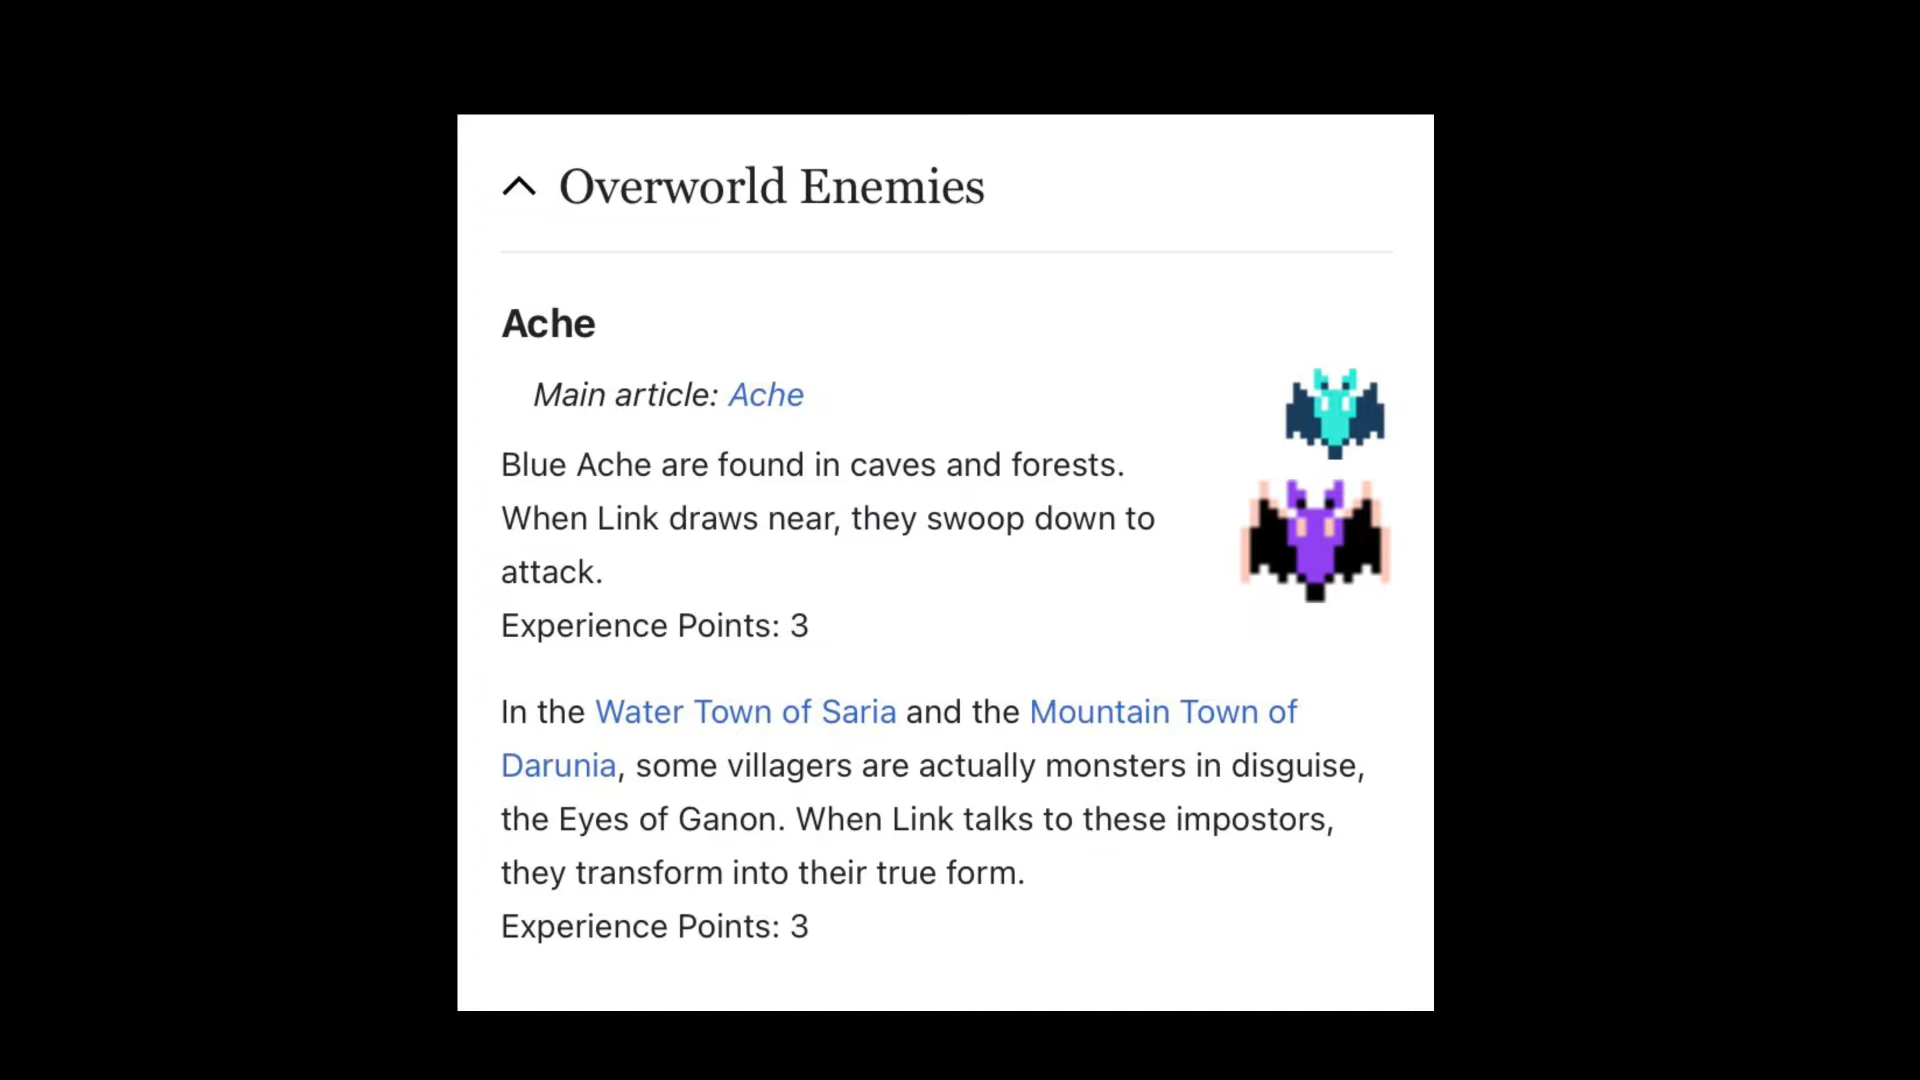 Overworld Enemies
Ache
Main article: Ache
Blue Ache are found in caves and forests.
When Link draws near, they swoop down to
attack.
Experience Points: 3
In the Water Town of Saria and the Mountain Town of
Darunia, some villagers are actually monsters in disguise,
the Eyes of Ganon. When Link talks to these impostors,
they transform into their true form.
Experience Points: 3